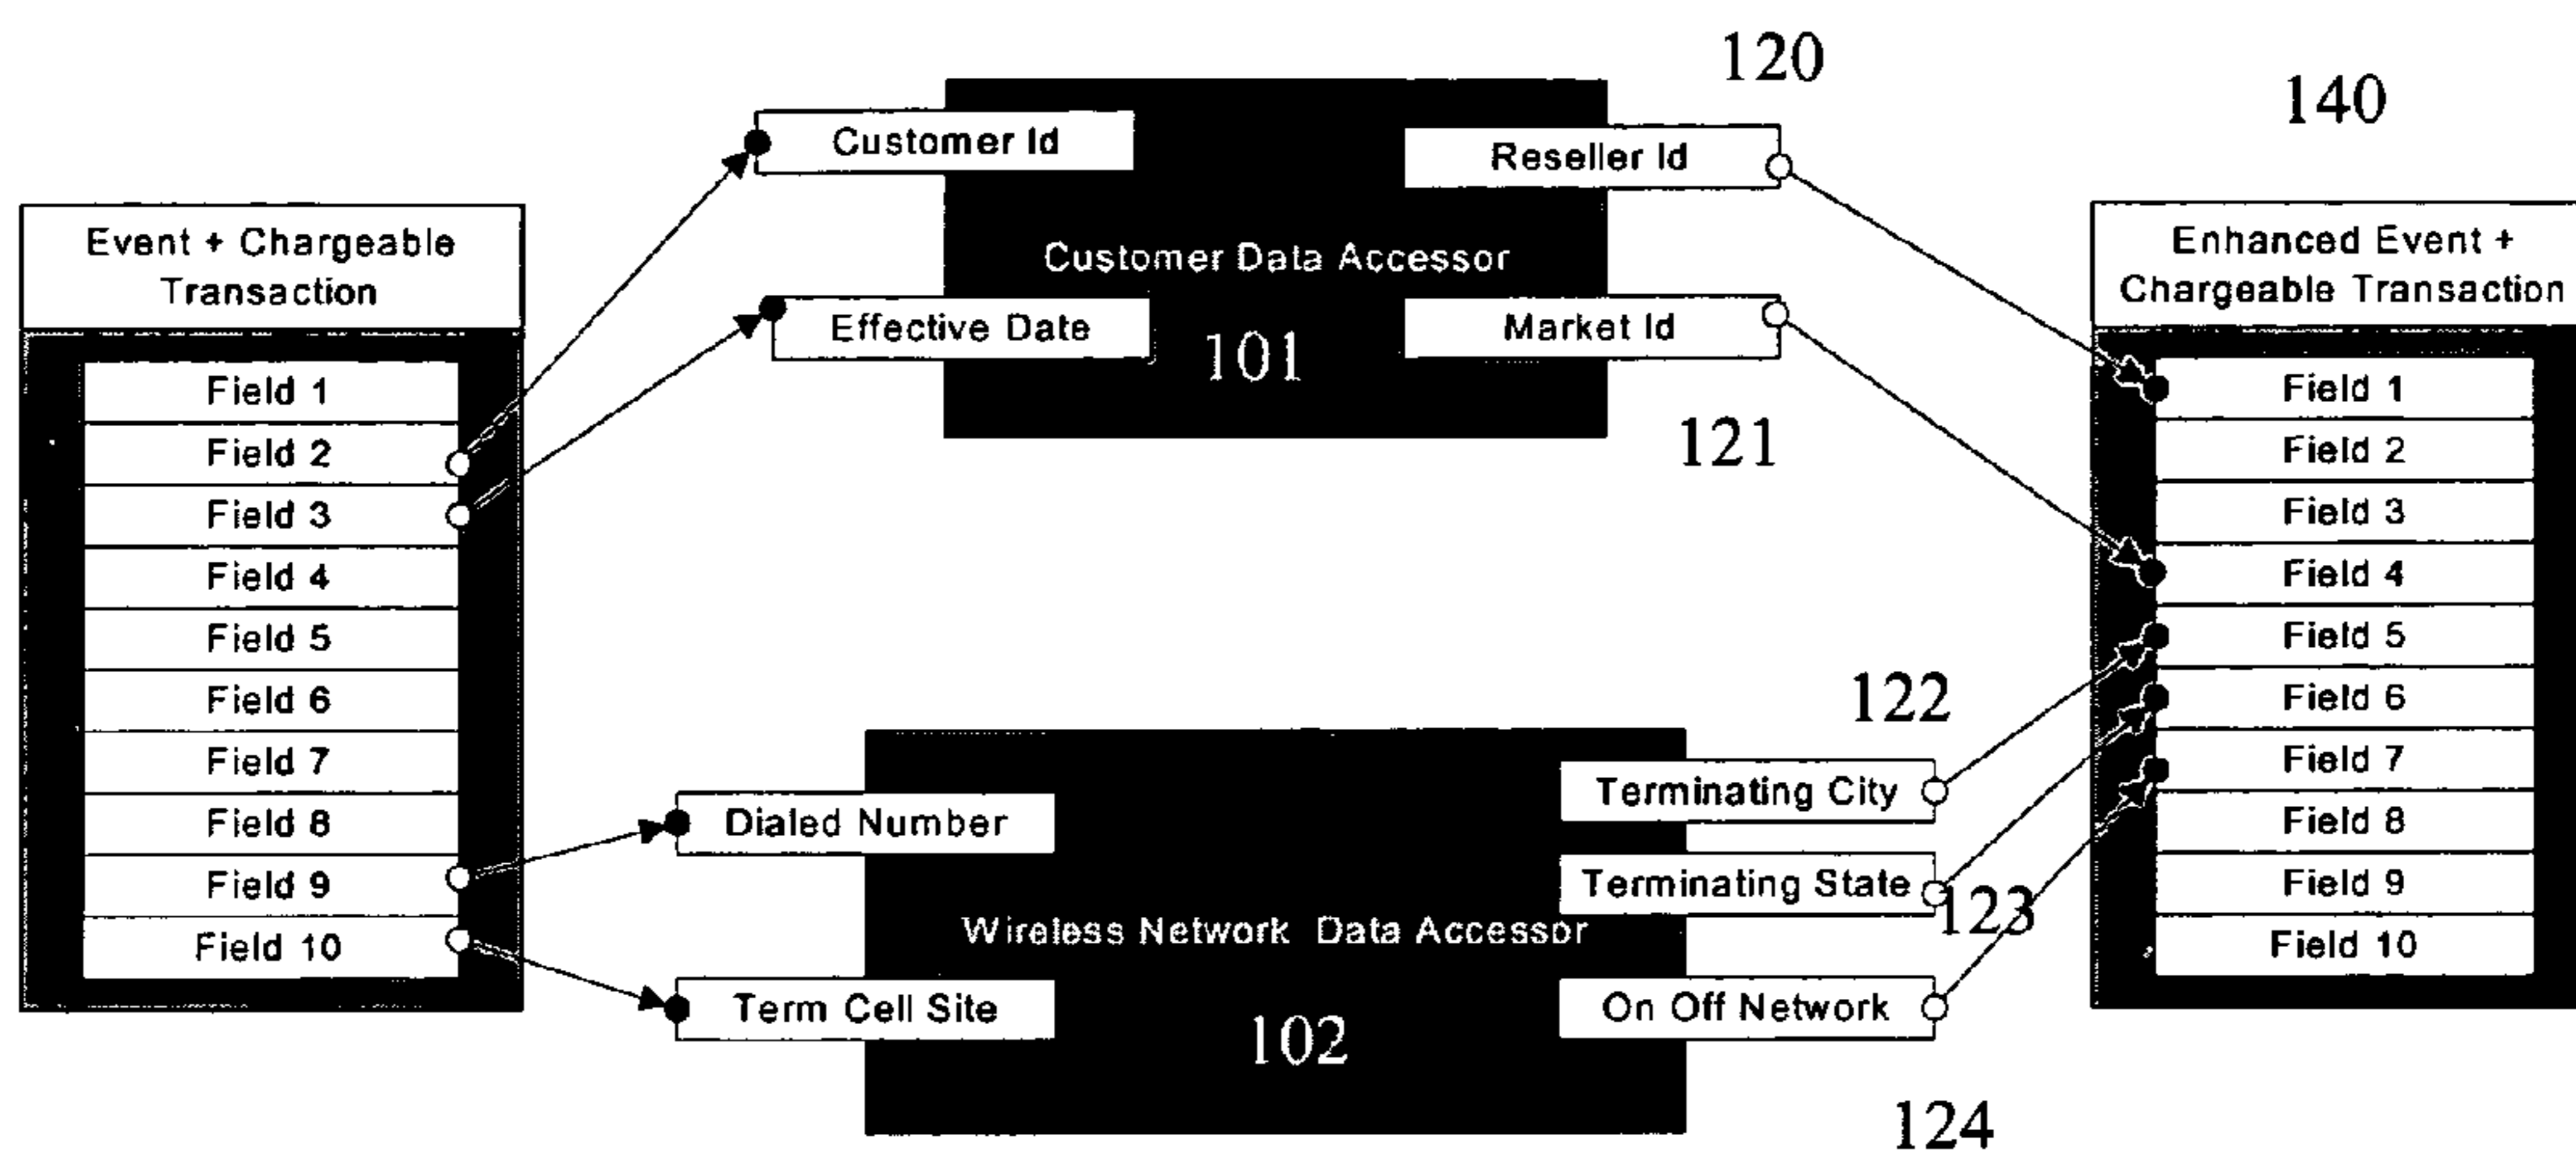 120
140
Customer Id
Reseller Id
Event + Chargeable
Transaction
Customer Data Accessor
Enhanced Event +
Chargeable Transaction
Effective Date
101
Market Id
121
Field 1
Field 2
Field 3
Field 4
Field 5
Field 6
Field 7
Field 8
Field 9
Field 10
122
Dialed Number
Terminating City
Terminating State
123
Wireless Network Data Accessor
Term Cell Site
102
On Off Network
124
Field 1
Field 2
Field 3
Field 4
Field 5
Field 6
Field 7
Field 8
Field 9
Field 10